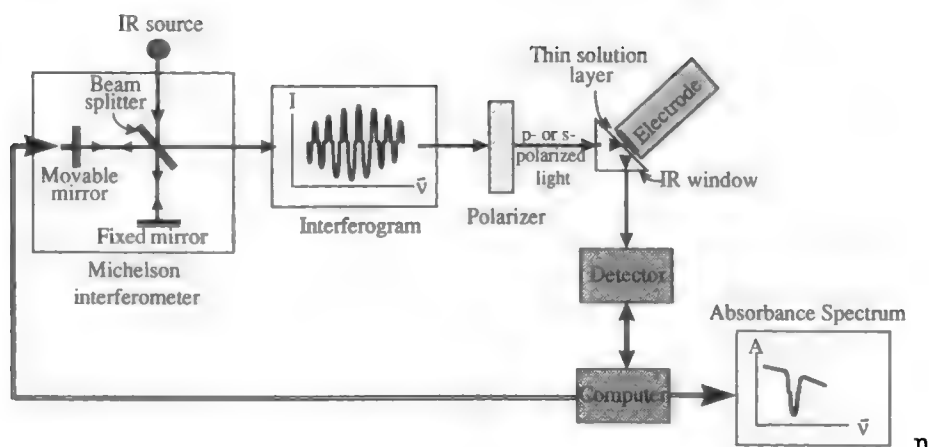 IR source
Beam
splitter
Movable
mirror
Fixed mirror
Michelson
interferometer
I
ν̄
Interferogram
Polarizer
p- or s-
polarized
light
Thin solution
layer
Electrode
IR window
Detector
Computer
Absorbance Spectrum
A
ν̄
n